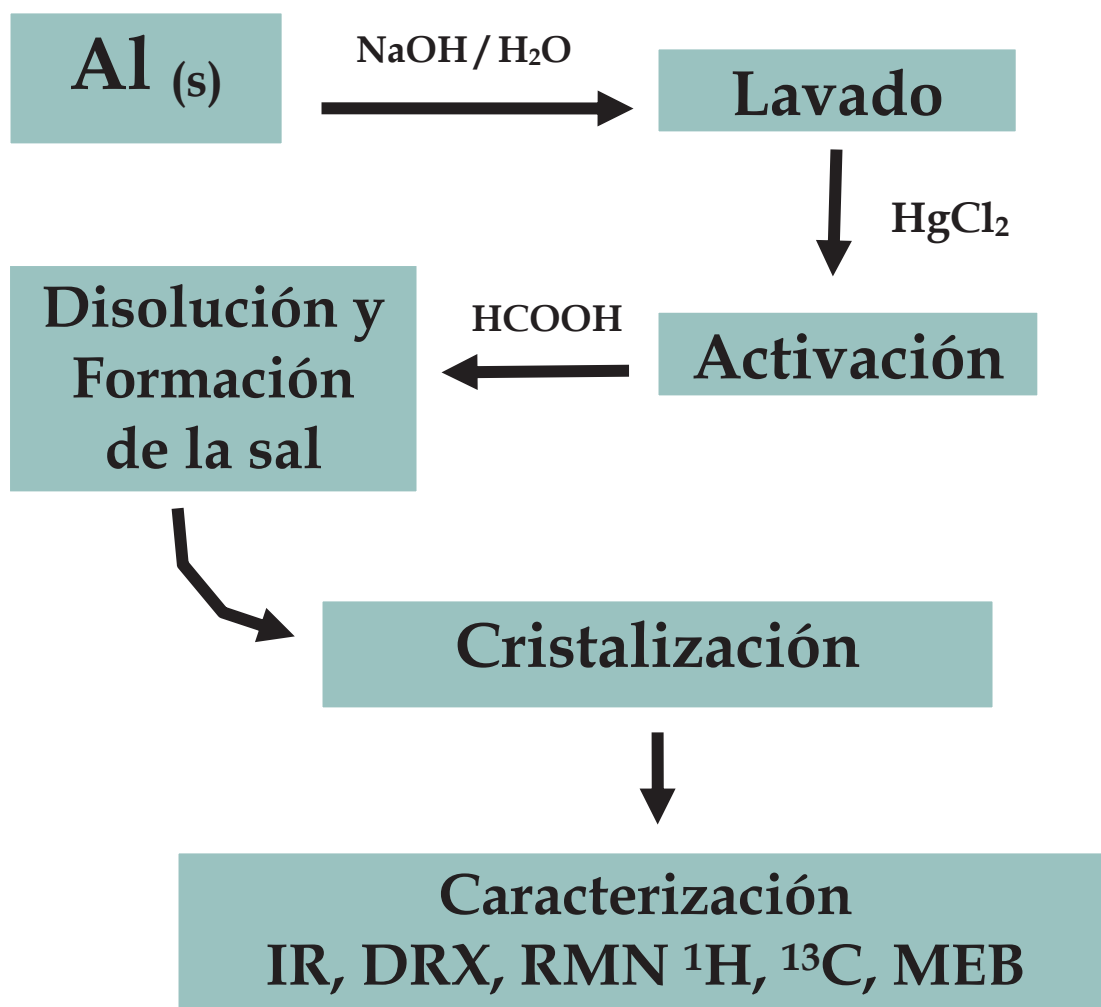 Al (s)
NaOH / H₂O
Lavado
HgCl₂
Activación
HCOOH
Disolución y
Formación
de la sal
Cristalización
Caracterización
IR, DRX, RMN ¹H, ¹³C, MEB